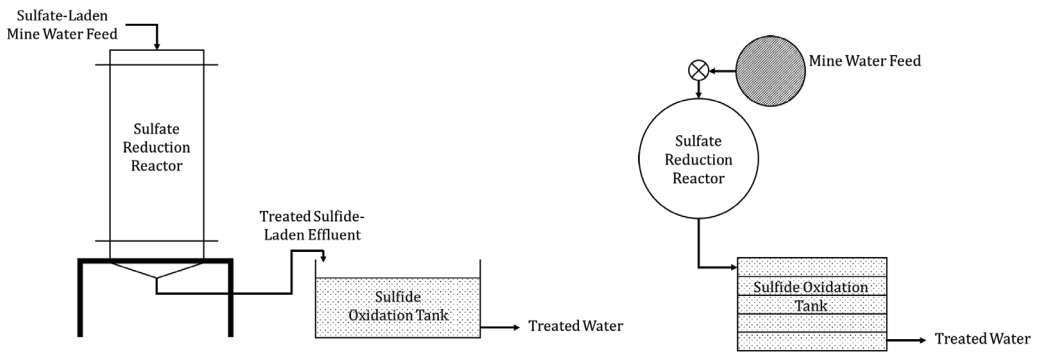 Sulfate-Laden
Mine Water Feed
Sulfate
Reduction
Reactor
Treated Sulfide-
Laden Effluent
Sulfide
Oxidation Tank
Treated Water
Mine Water Feed
Sulfate
Reduction
Reactor
Sulfide Oxidation
Tank
Treated Water